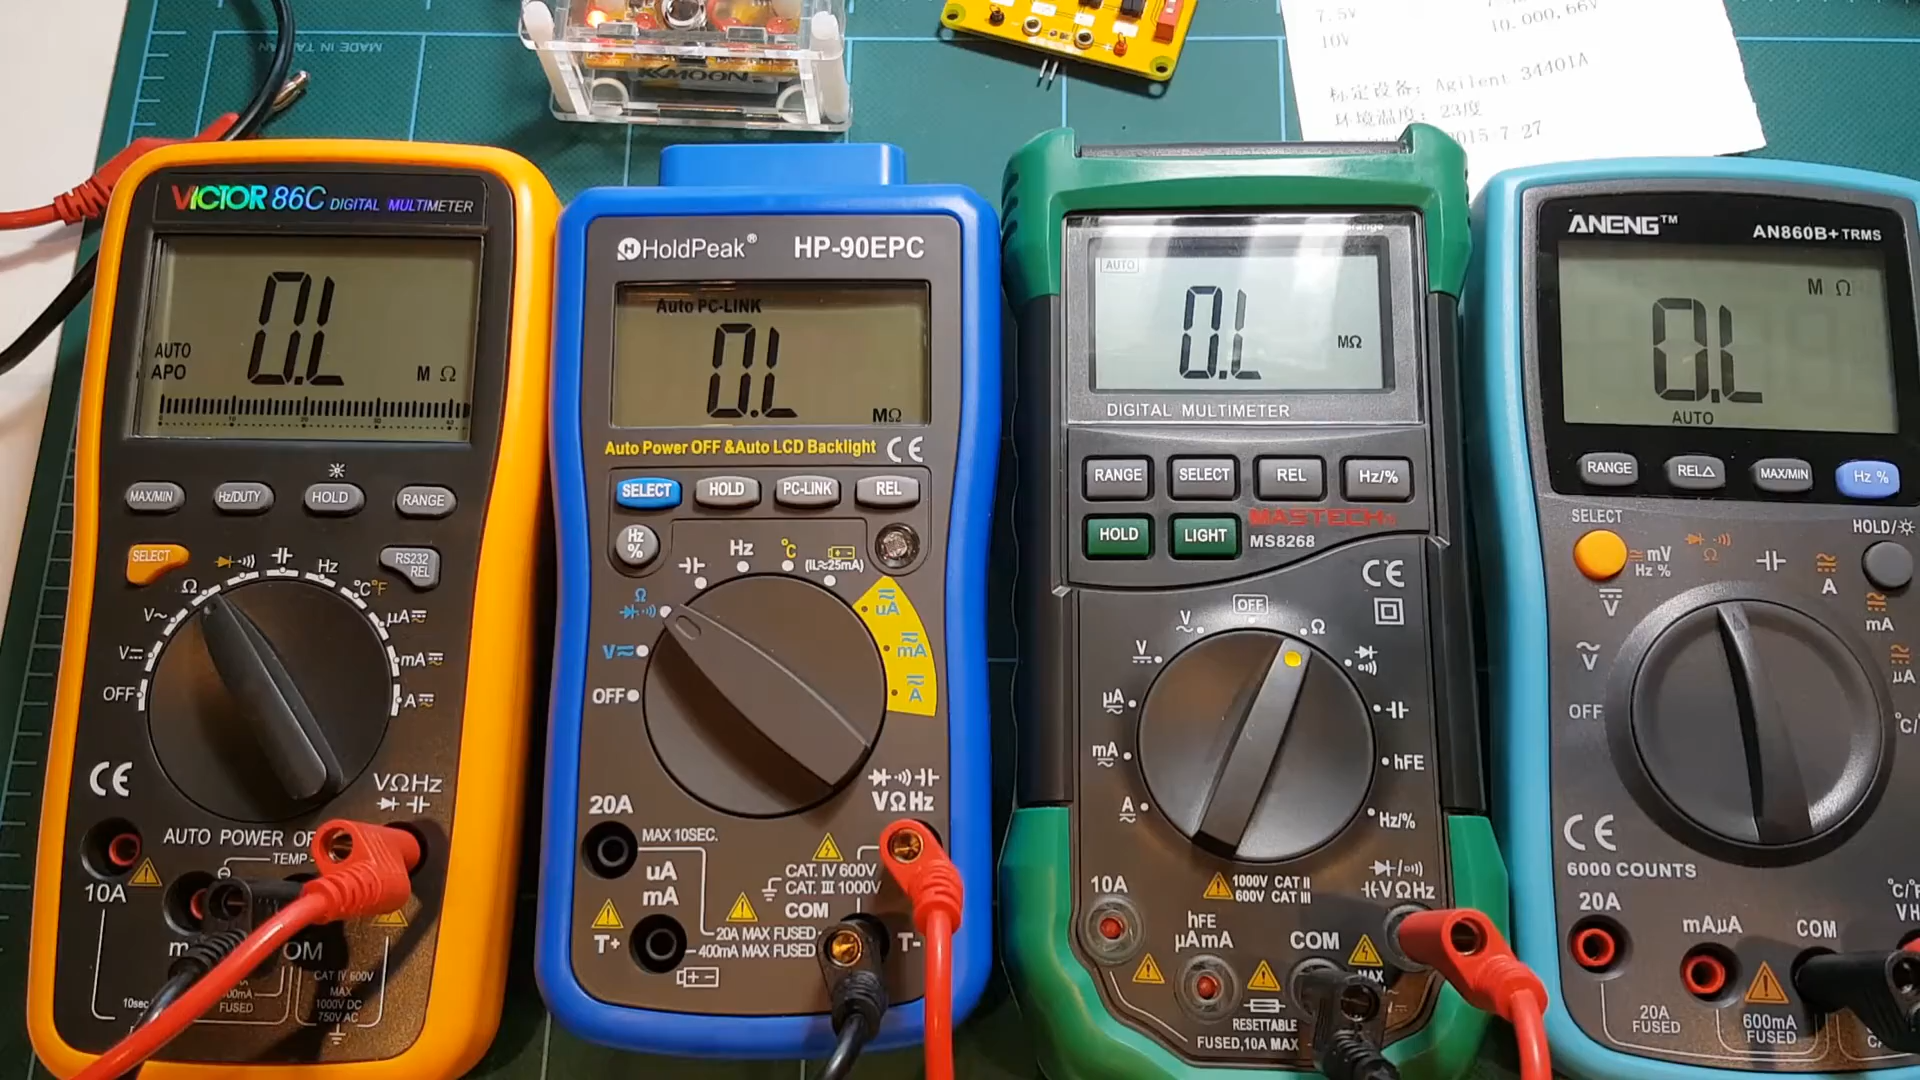 MADE IN TAIWAN
KKMOON
7.5V
10V
10.000,66V
标定设备: Agilent 34401A
环境温度: 23度
2015 7 27
VICTOR 86C DIGITAL MULTIMETER
0.L
AUTO
APO
M Ω
MAX/MIN
Hz/DUTY
HOLD
RANGE
SELECT
RS232
REL
Hz
°C°F
Ω
V~
V
OFF
μA
mA
A
CE
VΩHz
AUTO POWER OF
TEMP
10A
OM
CAT IV 600V
MAX
1000V DC
750V AC
10sec
FUSED
HoldPeak® HP-90EPC
Auto PC-LINK
0.L
MΩ
Auto Power OFF &Auto LCD Backlight CE
SELECT
HOLD
PC-LINK
REL
Hz
%
Hz
°C
(IL≈25mA)
Ω
uA
V
mA
OFF
A
20A
MAX 10SEC.
VΩHz
uA
mA
CAT. IV 600V
CAT. III 1000V
COM
T+
20A MAX FUSED
400mA MAX FUSED
T-
range
AUTO
0.L
MΩ
DIGITAL MULTIMETER
RANGE
SELECT
REL
Hz/%
HOLD
LIGHT
MASTECH®
MS8268
CE
OFF
V
~
Ω
V
μA
mA
hFE
A
Hz/%
10A
1000V CAT II
600V CAT III
VΩHz
hFE
μAmA
COM
MAX
RESETTABLE
FUSED,10A MAX
ANENG™
AN860B+ TRMS
M Ω
0.L
AUTO
RANGE
REL△
MAX/MIN
Hz %
SELECT
HOLD/
mV
Hz %
Ω
A
V
mA
V
μA
OFF
°C/
CE
6000 COUNTS
20A
mAμA
COM
°C/°F
20A
FUSED
600mA
FUSED